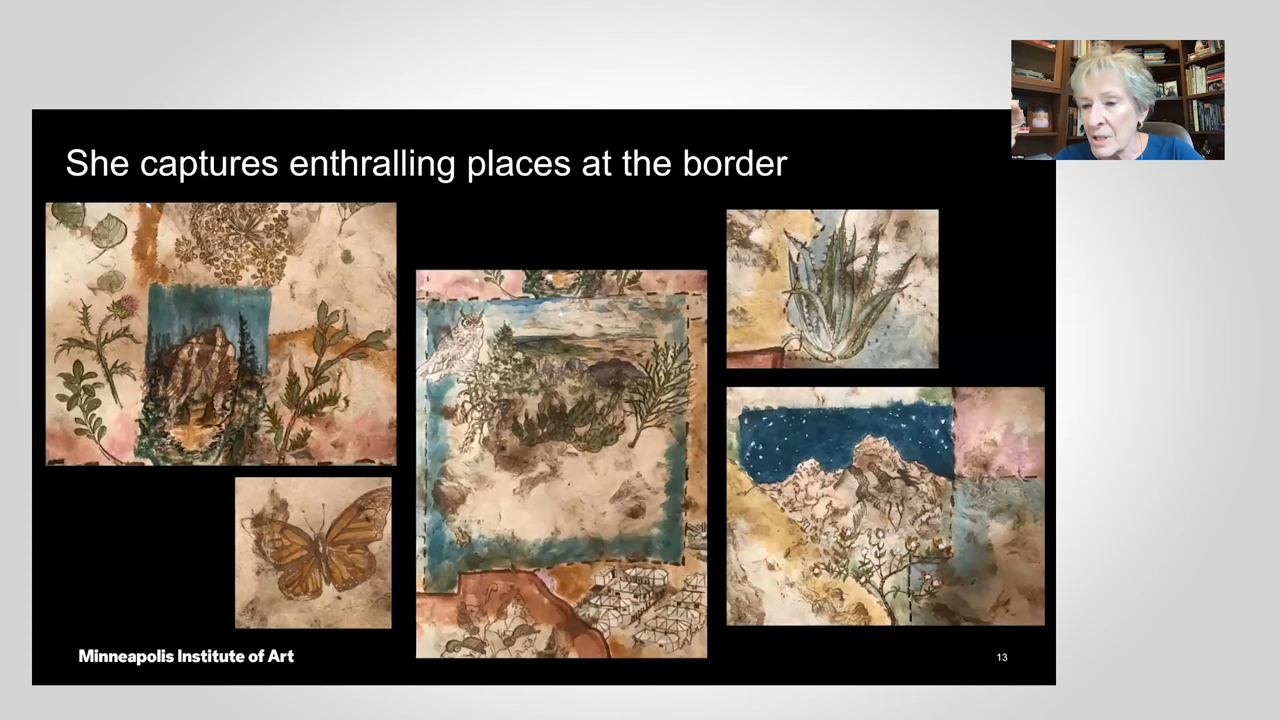 She captures enthralling places at the border
Minneapolis Institute of Art
13